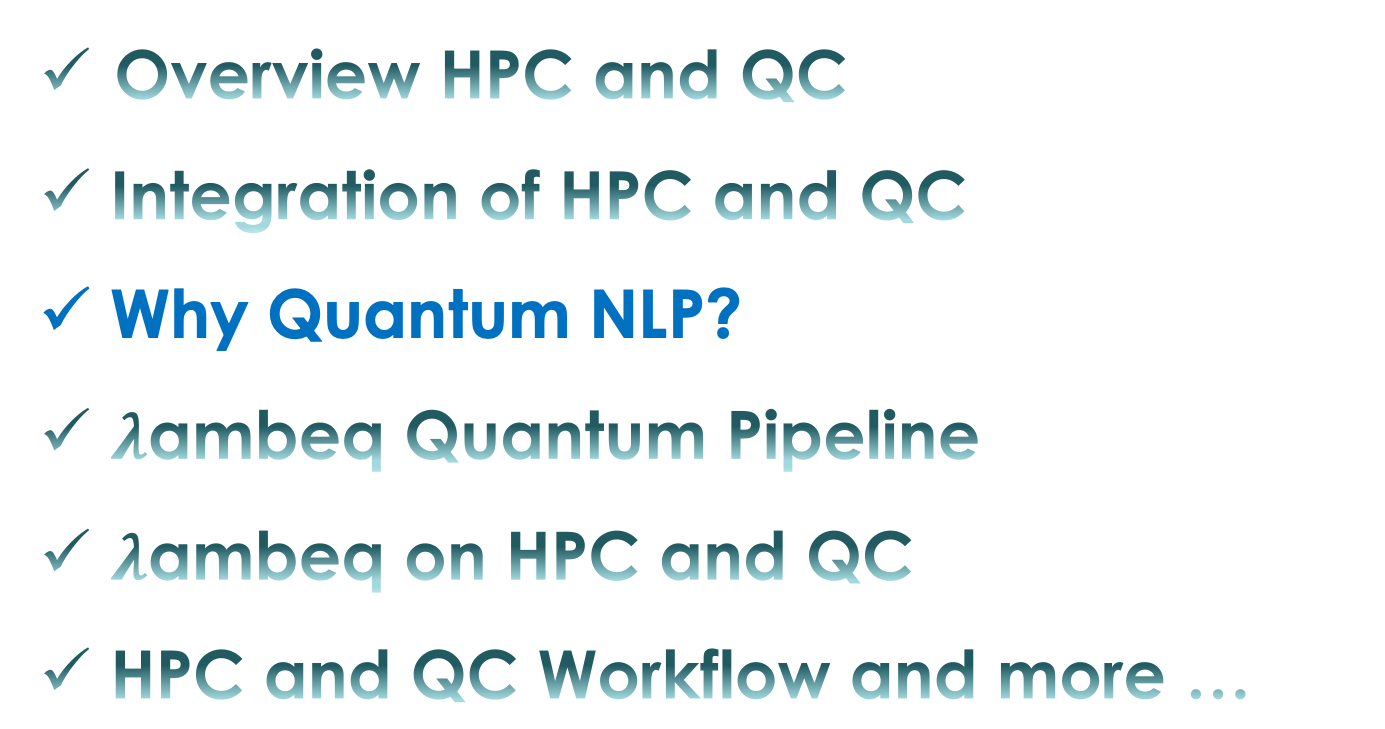 ✓ Overview HPC and QC
✓ Integration of HPC and QC
✓ Why Quantum NLP?
✓ λambeq Quantum Pipeline
✓ λambeq on HPC and QC
✓ HPC and QC Workflow and more …